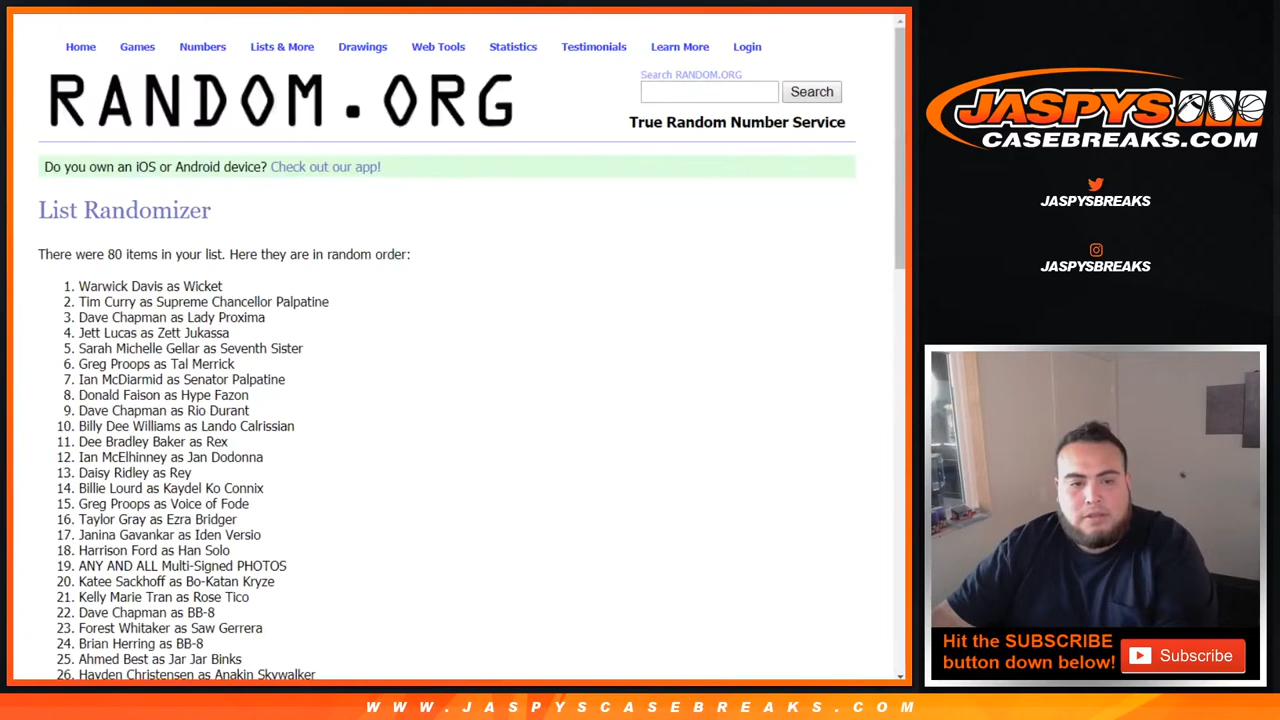 Home Games Numbers Lists & More Drawings Web Tools Statistics Testimonials Learn More Login
RANDOM.ORG
Search RANDOM.ORG
Search
True Random Number Service
Do you own an iOS or Android device? Check out our app!
List Randomizer
There were 80 items in your list. Here they are in random order:
1. Warwick Davis as Wicket
2. Tim Curry as Supreme Chancellor Palpatine
3. Dave Chapman as Lady Proxima
4. Jett Lucas as Zett Jukassa
5. Sarah Michelle Gellar as Seventh Sister
6. Greg Proops as Tal Merrick
7. Ian McDiarmid as Senator Palpatine
8. Donald Faison as Hype Fazon
9. Dave Chapman as Rio Durant
10. Billy Dee Williams as Lando Calrissian
11. Dee Bradley Baker as Rex
12. Ian McElhinney as Jan Dodonna
13. Daisy Ridley as Rey
14. Billie Lourd as Kaydel Ko Connix
15. Greg Proops as Voice of Fode
16. Taylor Gray as Ezra Bridger
17. Janina Gavankar as Iden Versio
18. Harrison Ford as Han Solo
19. ANY AND ALL Multi-Signed PHOTOS
20. Katee Sackhoff as Bo-Katan Kryze
21. Kelly Marie Tran as Rose Tico
22. Dave Chapman as BB-8
23. Forest Whitaker as Saw Gerrera
24. Brian Herring as BB-8
25. Ahmed Best as Jar Jar Binks
26. Hayden Christensen as Anakin Skywalker
JASPYS
CASEBREAKS.COM
JASPYSBREAKS
JASPYSBREAKS
Hit the SUBSCRIBE
button down below!
Subscribe
WWW.JASPYSCASEBREAKS.COM